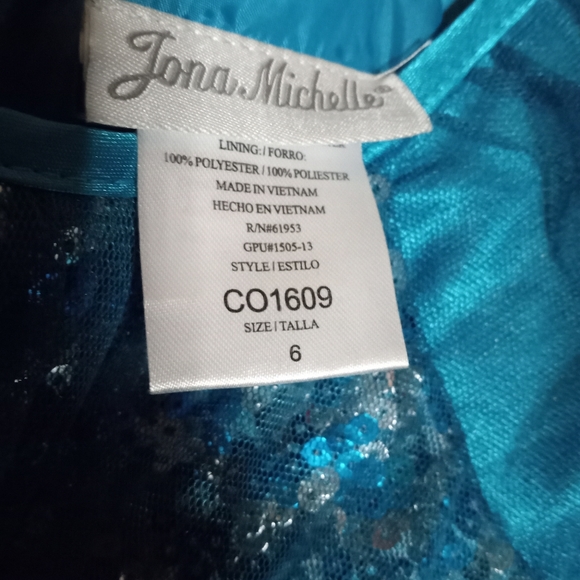 Jona Michelle
LINING: / FORRO:
100% POLYESTER / 100% POLIESTER
MADE IN VIETNAM
HECHO EN VIETNAM
R/N#61953
GPU#1505-13
STYLE / ESTILO
CO1609
SIZE / TALLA
6